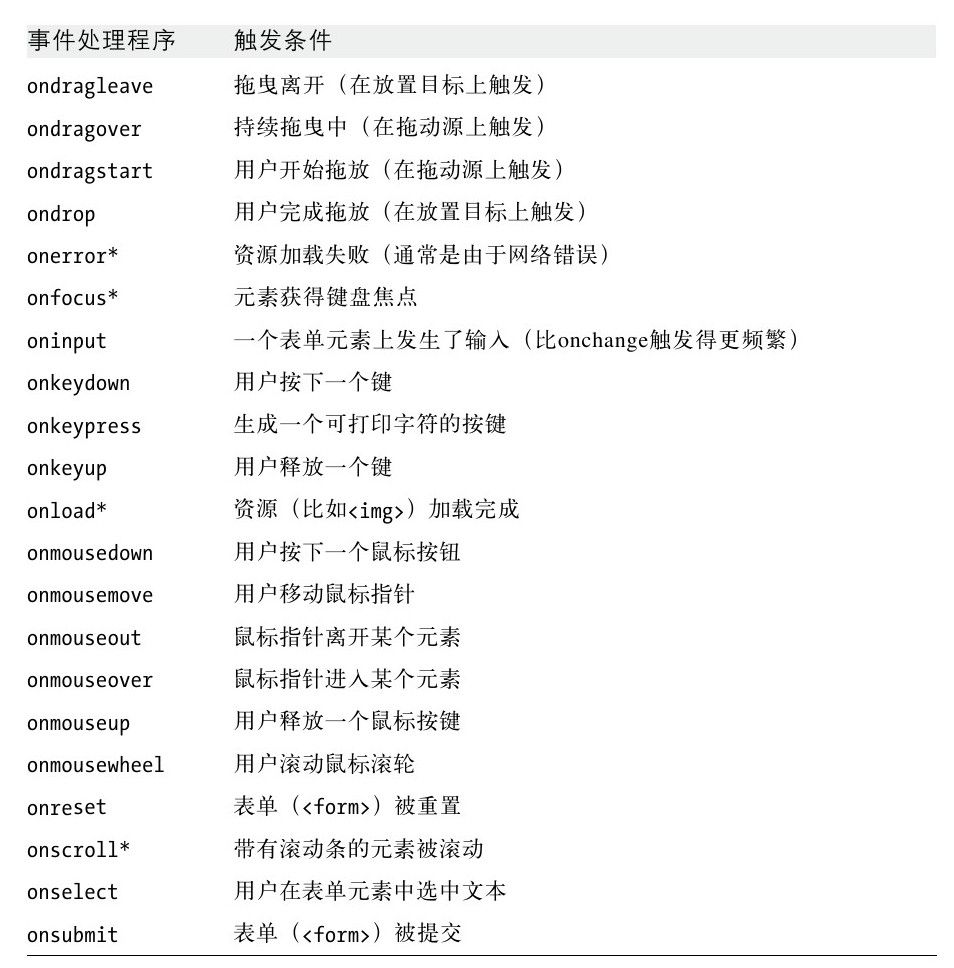 事件处理程序 触发条件
ondragleave 拖曳离开（在放置目标上触发）
ondragover 持续拖曳中（在拖动源上触发）
ondragstart 用户开始拖放（在拖动源上触发）
ondrop 用户完成拖放（在放置目标上触发）
onerror* 资源加载失败（通常是由于网络错误）
onfocus* 元素获得键盘焦点
oninput 一个表单元素上发生了输入（比onchange触发得更频繁）
onkeydown 用户按下一个键
onkeypress 生成一个可打印字符的按键
onkeyup 用户释放一个键
onload* 资源（比如<img>）加载完成
onmousedown 用户按下一个鼠标按钮
onmousemove 用户移动鼠标指针
onmouseout 鼠标指针离开某个元素
onmouseover 鼠标指针进入某个元素
onmouseup 用户释放一个鼠标按键
onmousewheel 用户滚动鼠标滚轮
onreset 表单（<form>）被重置
onscroll* 带有滚动条的元素被滚动
onselect 用户在表单元素中选中文本
onsubmit 表单（<form>）被提交